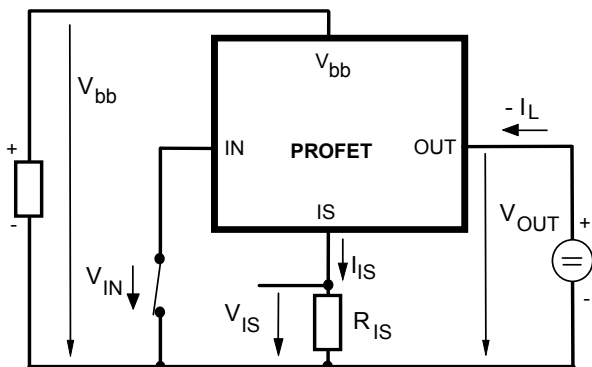 V_bb
V_bb
- I_L
IN
PROFET
OUT
+
IS
V_OUT
+
-
V_IN
I_IS
V_IS
R_IS
-